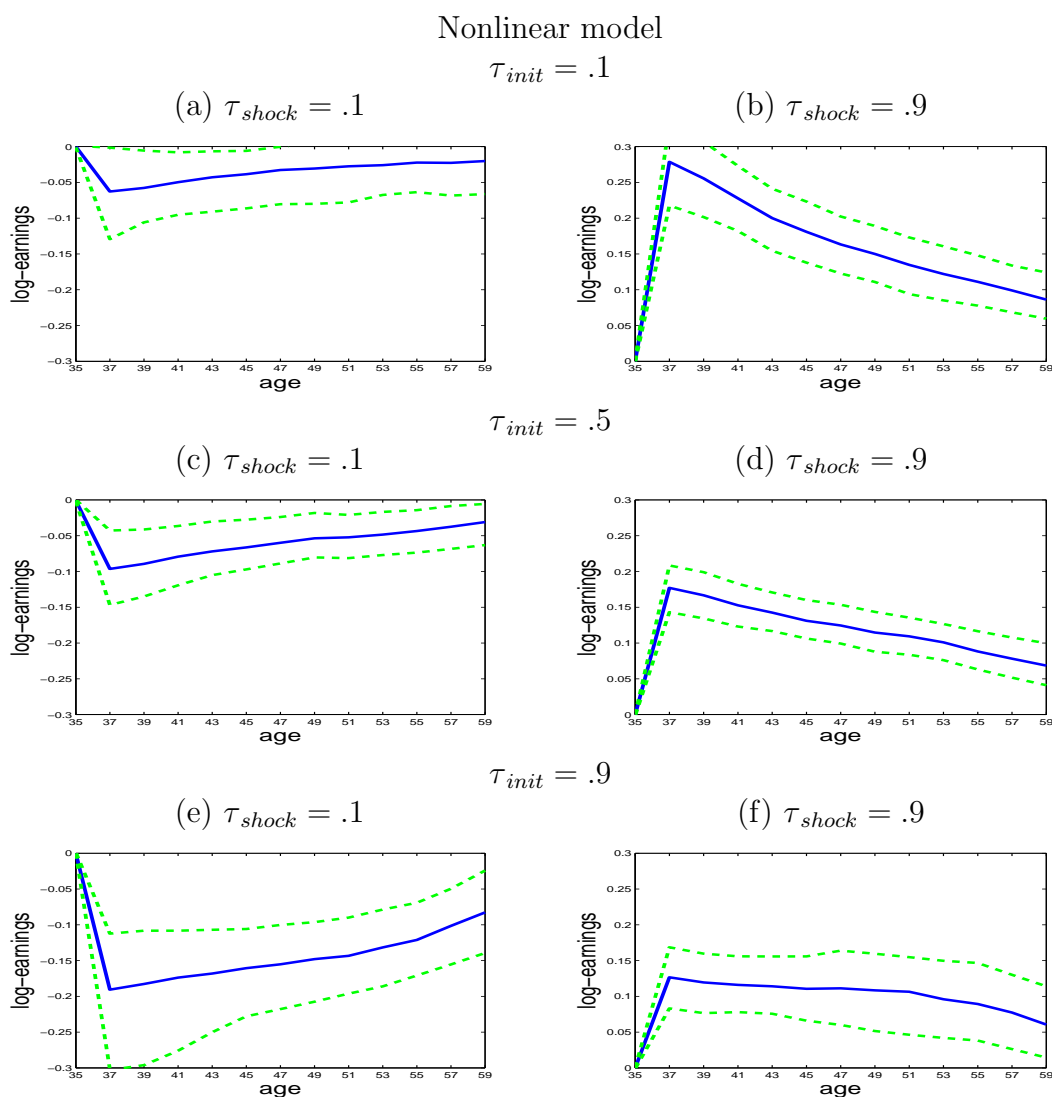 Nonlinear model
τinit = .1
(a) τshock = .1
(b) τshock = .9
log-earnings
0
−0.05
−0.1
−0.15
−0.2
−0.25
−0.3
35 37 39 41 43 45 47 49 51 53 55 57 59
age
log-earnings
0.3
0.25
0.2
0.15
0.1
0.05
0
35 37 39 41 43 45 47 49 51 53 55 57 59
age
τinit = .5
(c) τshock = .1
(d) τshock = .9
log-earnings
0
−0.05
−0.1
−0.15
−0.2
−0.25
−0.3
35 37 39 41 43 45 47 49 51 53 55 57 59
age
log-earnings
0.3
0.25
0.2
0.15
0.1
0.05
0
35 37 39 41 43 45 47 49 51 53 55 57 59
age
τinit = .9
(e) τshock = .1
(f) τshock = .9
log-earnings
0
−0.05
−0.1
−0.15
−0.2
−0.25
−0.3
35 37 39 41 43 45 47 49 51 53 55 57 59
age
log-earnings
0.3
0.25
0.2
0.15
0.1
0.05
0
35 37 39 41 43 45 47 49 51 53 55 57 59
age